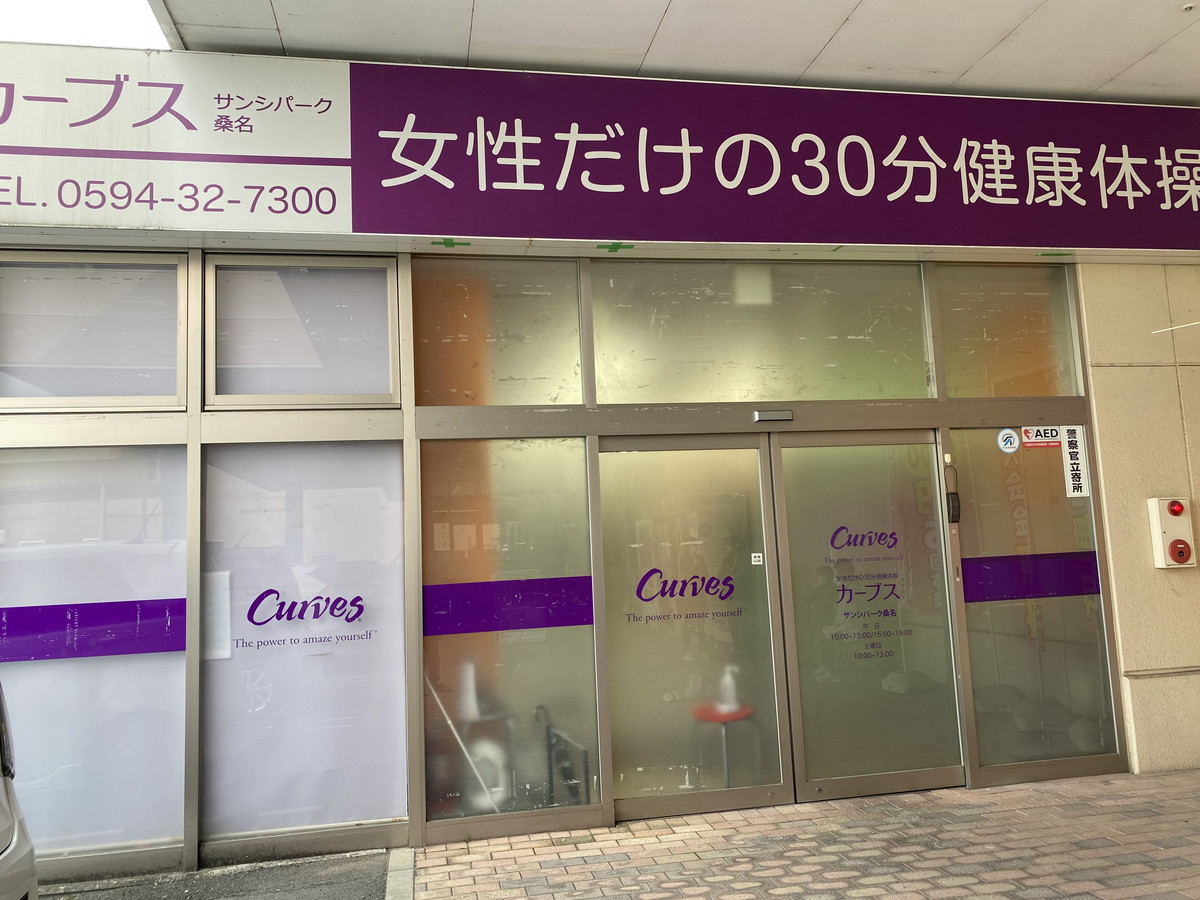 カーブス
サンシパーク
桑名
TEL. 0594-32-7300
女性だけの30分健康体操
Curves
The power to amaze yourself®
Curves
The power to amaze yourself®
Curves
The power to amaze yourself®
女性だけの30分健康体操
カーブス
サンシパーク桑名
平 日
10:00~13:00/15:00~19:00
土曜日
10:00~13:00
AED
警察官立寄所